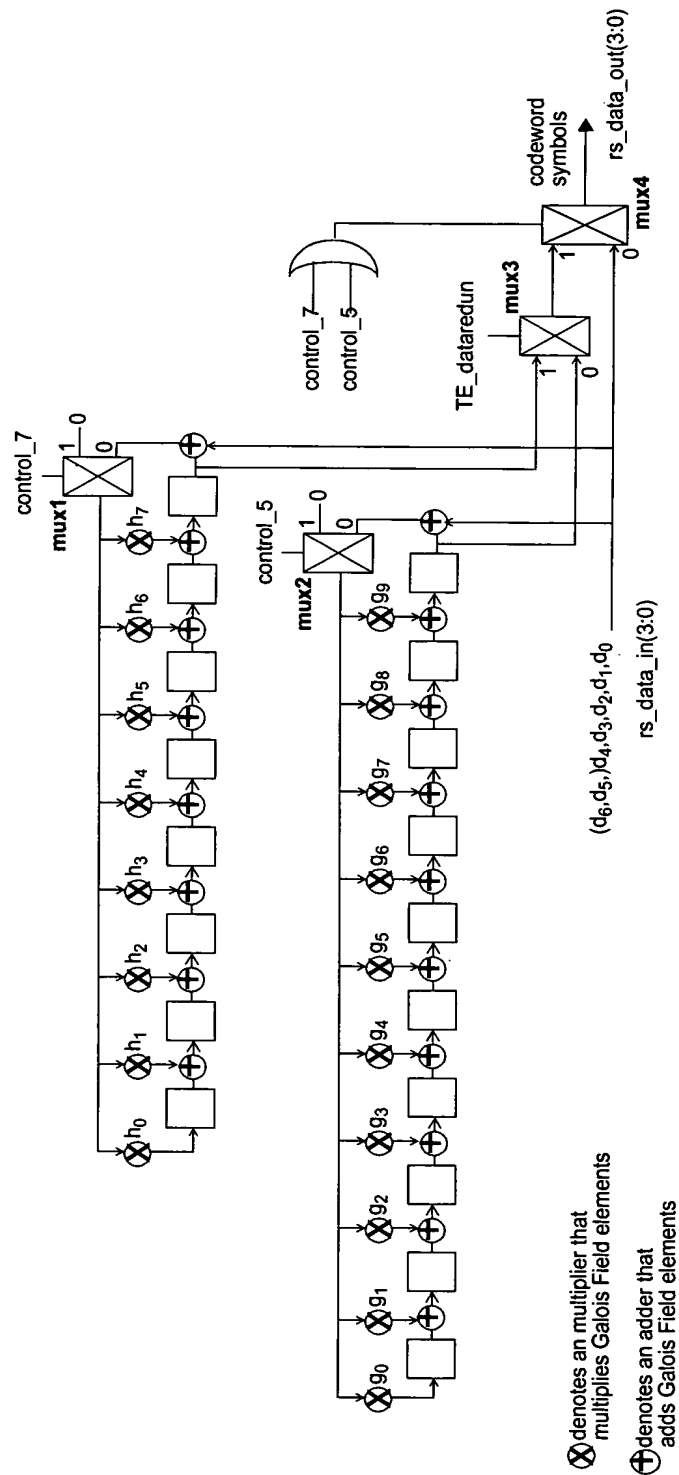 control_7
mux1
1
0
0
h0
h1
h2
h3
h4
h5
h6
h7
control_7
control_5
control_5
mux2
1
0
0
g0
g1
g2
g3
g4
g5
g6
g7
g8
g9
TE_dataredun
mux3
1
0
codeword
symbols
rs_data_out(3:0)
mux4
1
0
(d6,d5,)d4,d3,d2,d1,d0
rs_data_in(3:0)
denotes an multiplier that
multiplies Galois Field elements
denotes an adder that
adds Galois Field elements